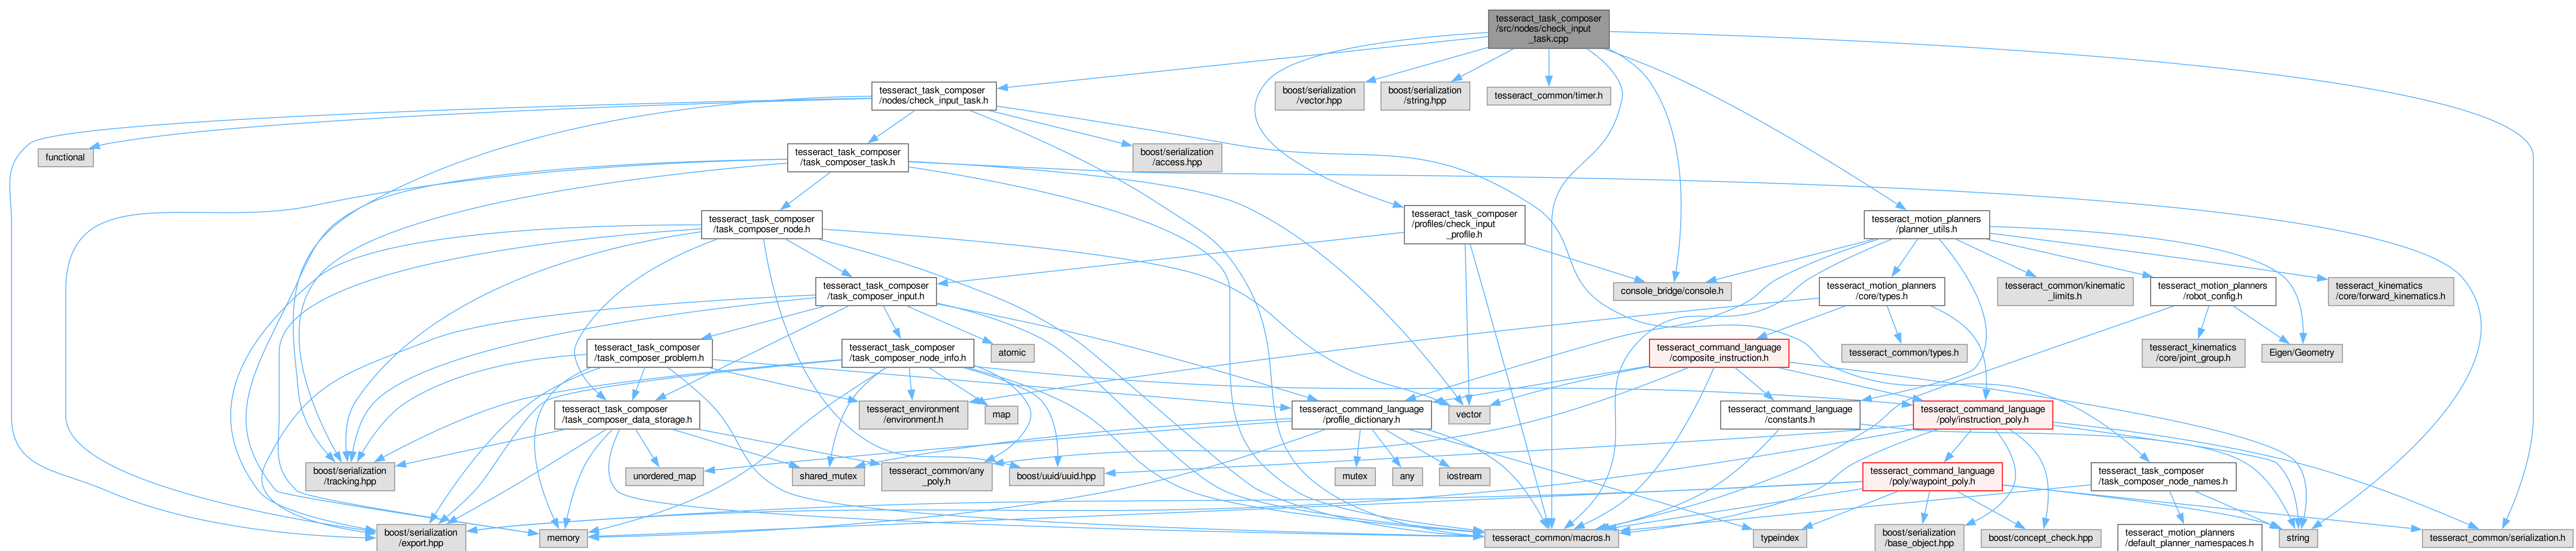 tesseract_task_composer
/src/nodes/check_input
_task.cpp
tesseract_task_composer
/nodes/check_input_task.h
boost/serialization
/vector.hpp
boost/serialization
/string.hpp
tesseract_common/timer.h
functional
tesseract_task_composer
/task_composer_task.h
boost/serialization
/access.hpp
tesseract_task_composer
/task_composer_node.h
tesseract_task_composer
/profiles/check_input
_profile.h
tesseract_motion_planners
/planner_utils.h
tesseract_task_composer
/task_composer_input.h
console_bridge/console.h
tesseract_motion_planners
/core/types.h
tesseract_common/kinematic
_limits.h
tesseract_motion_planners
/robot_config.h
tesseract_kinematics
/core/forward_kinematics.h
tesseract_task_composer
/task_composer_problem.h
tesseract_task_composer
/task_composer_node_info.h
atomic
tesseract_command_language
/composite_instruction.h
tesseract_common/types.h
tesseract_kinematics
/core/joint_group.h
Eigen/Geometry
tesseract_task_composer
/task_composer_data_storage.h
tesseract_environment
/environment.h
map
tesseract_command_language
/profile_dictionary.h
vector
tesseract_command_language
/constants.h
tesseract_command_language
/poly/instruction_poly.h
boost/serialization
/tracking.hpp
unordered_map
shared_mutex
tesseract_common/any
_poly.h
boost/uuid/uuid.hpp
mutex
any
iostream
tesseract_command_language
/poly/waypoint_poly.h
tesseract_task_composer
/task_composer_node_names.h
boost/serialization
/export.hpp
memory
tesseract_common/macros.h
typeindex
boost/serialization
/base_object.hpp
boost/concept_check.hpp
tesseract_motion_planners
/default_planner_namespaces.h
string
tesseract_common/serialization.h